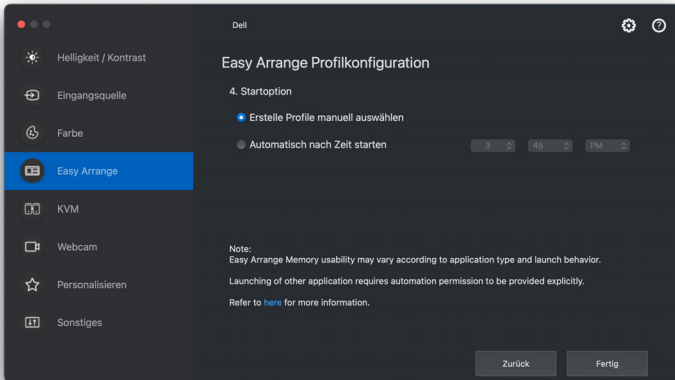 Dell
Helligkeit / Kontrast
Eingangsquelle
Farbe
Easy Arrange
KVM
Webcam
Personalisieren
Sonstiges
Easy Arrange Profilkonfiguration
4. Startoption
Erstelle Profile manuell auswählen
Automatisch nach Zeit starten 3 45 PM
Note:
Easy Arrange Memory usability may vary according to application type and launch behavior.
Launching of other application requires automation permission to be provided explicitly.
Refer to here for more information.
Zurück Fertig